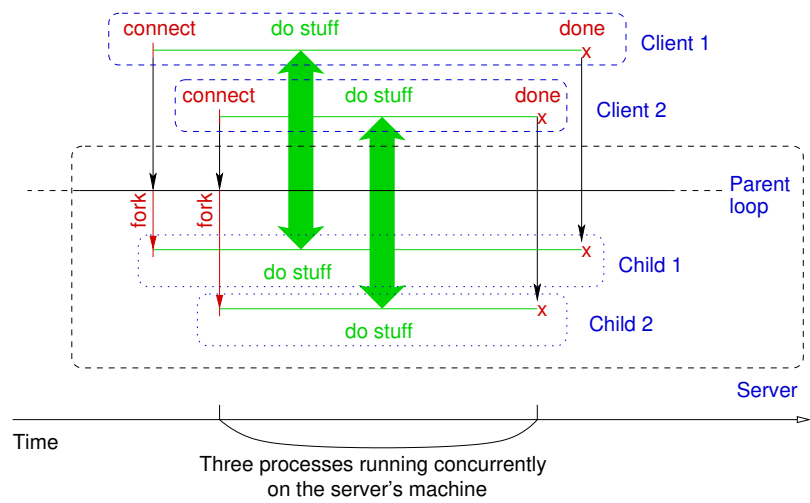 connect
do stuff
done
Client 1
connect
do stuff
done
Client 2
x
x
Parent
loop
fork
fork
x
Child 1
do stuff
x
Child 2
do stuff
Server
Time
Three processes running concurrently
on the server's machine